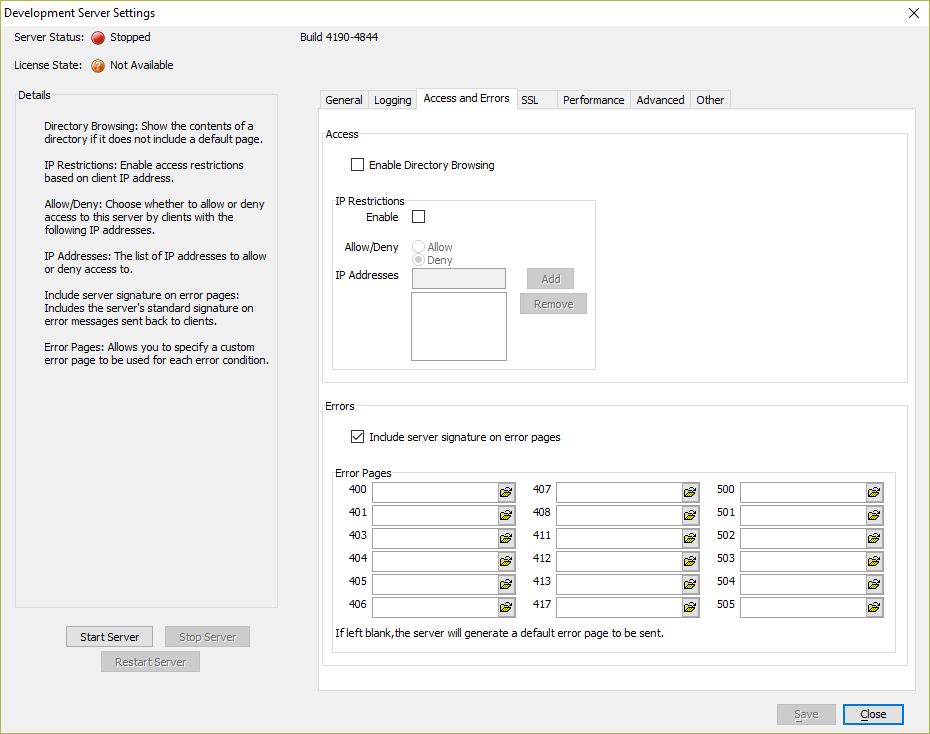 Development Server Settings
Server Status: Stopped
Build 4190-4844
License State: ? Not Available
Details
Directory Browsing: Show the contents of a
directory if it does not include a default page.
IP Restrictions: Enable access restrictions
based on client IP address.
Allow/Deny: Choose whether to allow or deny
access to this server by clients with the
following IP addresses.
IP Addresses: The list of IP addresses to allow
or deny access to.
Include server signature on error pages:
Includes the server's standard signature on
error messages sent back to clients.
Error Pages: Allows you to specify a custom
error page to be used for each error condition.
Start Server Stop Server
Restart Server
General Logging Access and Errors SSL Performance Advanced Other
Access
Enable Directory Browsing
IP Restrictions
Enable
Allow/Deny Allow
Deny
IP Addresses Add
Remove
Errors
Include server signature on error pages
Error Pages
400 407 500
401 408 501
403 411 502
404 412 503
405 413 504
406 417 505
If left blank,the server will generate a default error page to be sent.
Save Close